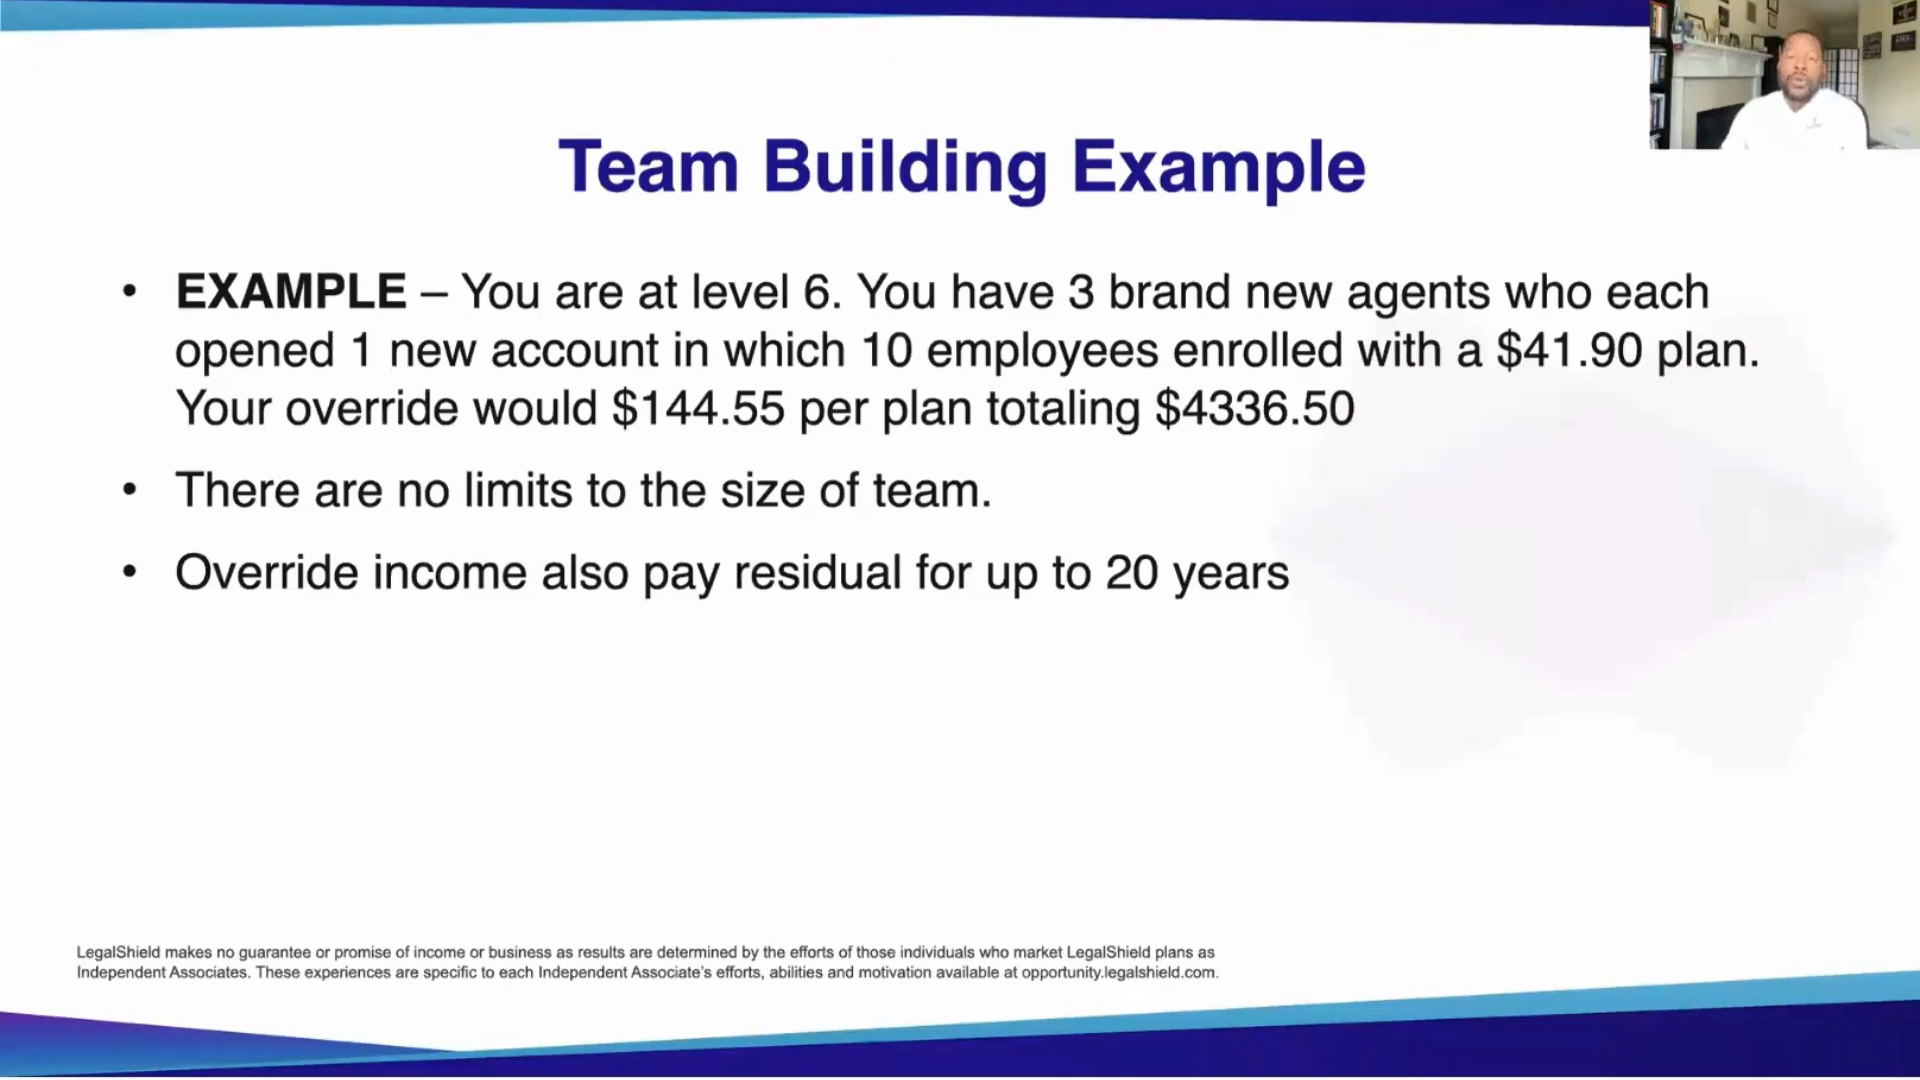 Team Building Example
• EXAMPLE – You are at level 6. You have 3 brand new agents who each
opened 1 new account in which 10 employees enrolled with a $41.90 plan.
Your override would $144.55 per plan totaling $4336.50
• There are no limits to the size of team.
• Override income also pay residual for up to 20 years
LegalShield makes no guarantee or promise of income or business as results are determined by the efforts of those individuals who market LegalShield plans as
Independent Associates. These experiences are specific to each Independent Associate's efforts, abilities and motivation available at opportunity.legalshield.com.